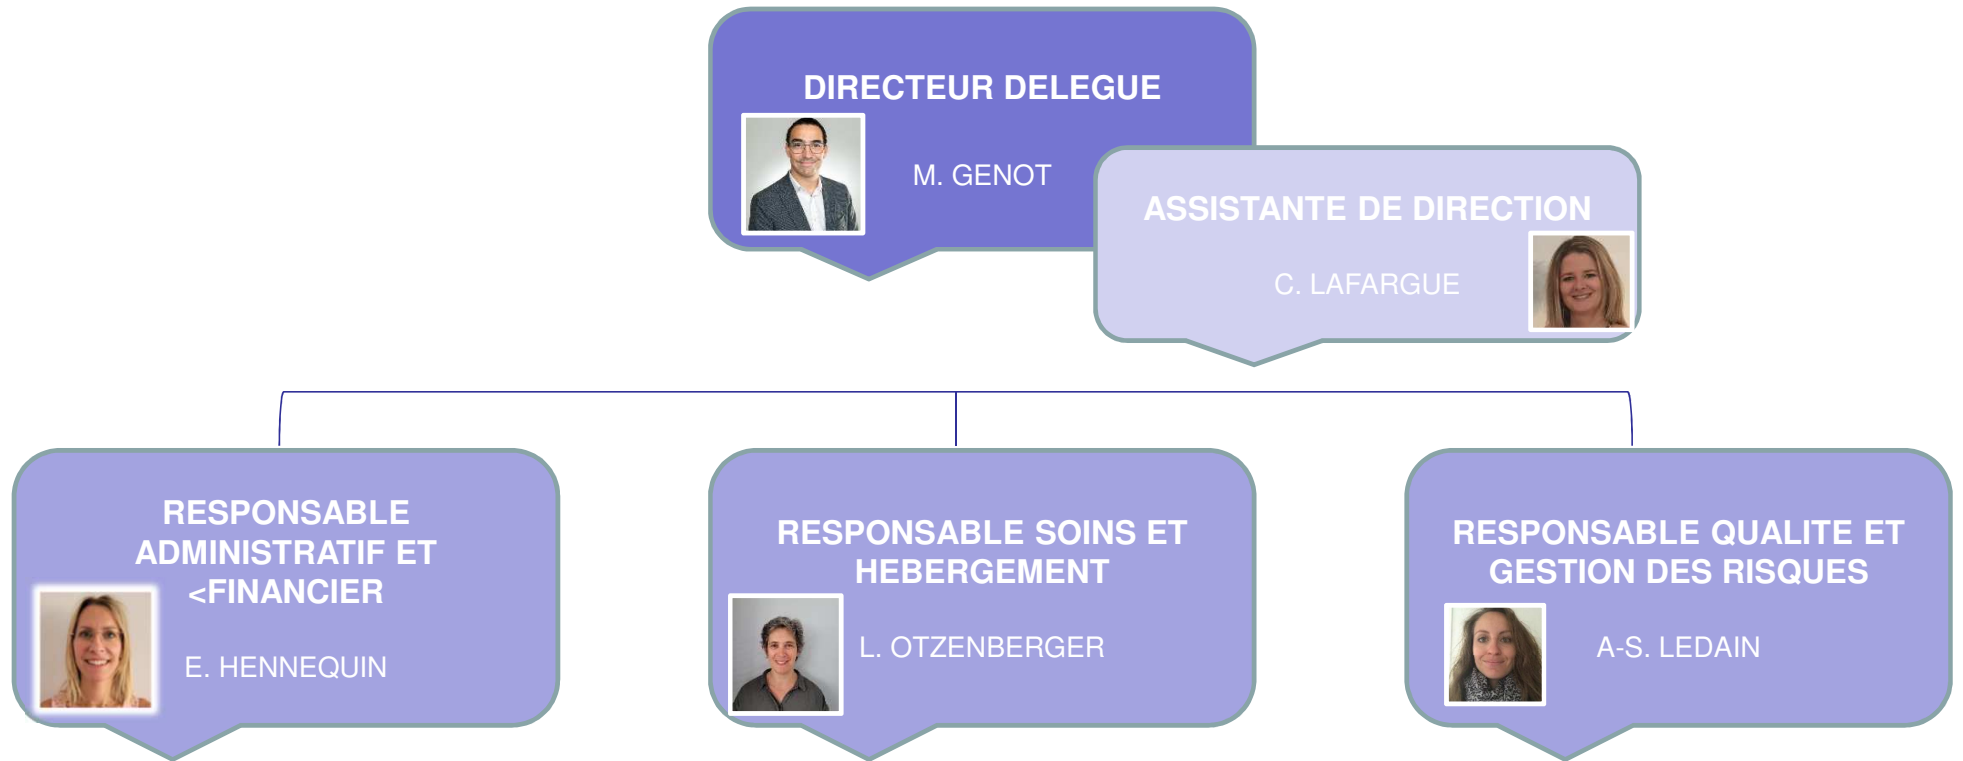 DIRECTEUR DELEGUE
M. GENOT
ASSISTANTE DE DIRECTION
C. LAFARGUE
RESPONSABLE
ADMINISTRATIF ET
<FINANCIER
E. HENNEQUIN
RESPONSABLE SOINS ET
HEBERGEMENT
L. OTZENBERGER
RESPONSABLE QUALITE ET
GESTION DES RISQUES
A-S. LEDAIN